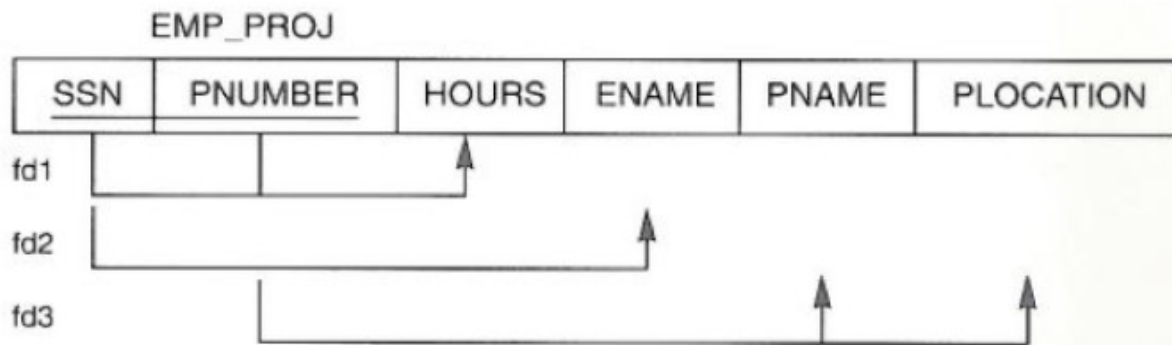 EMP_PROJ
SSN PNUMBER HOURS ENAME PNAME PLOCATION
fd1
fd2
fd3